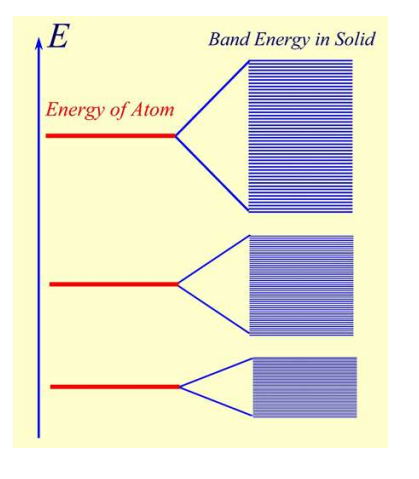 E
Band Energy in Solid
Energy of Atom